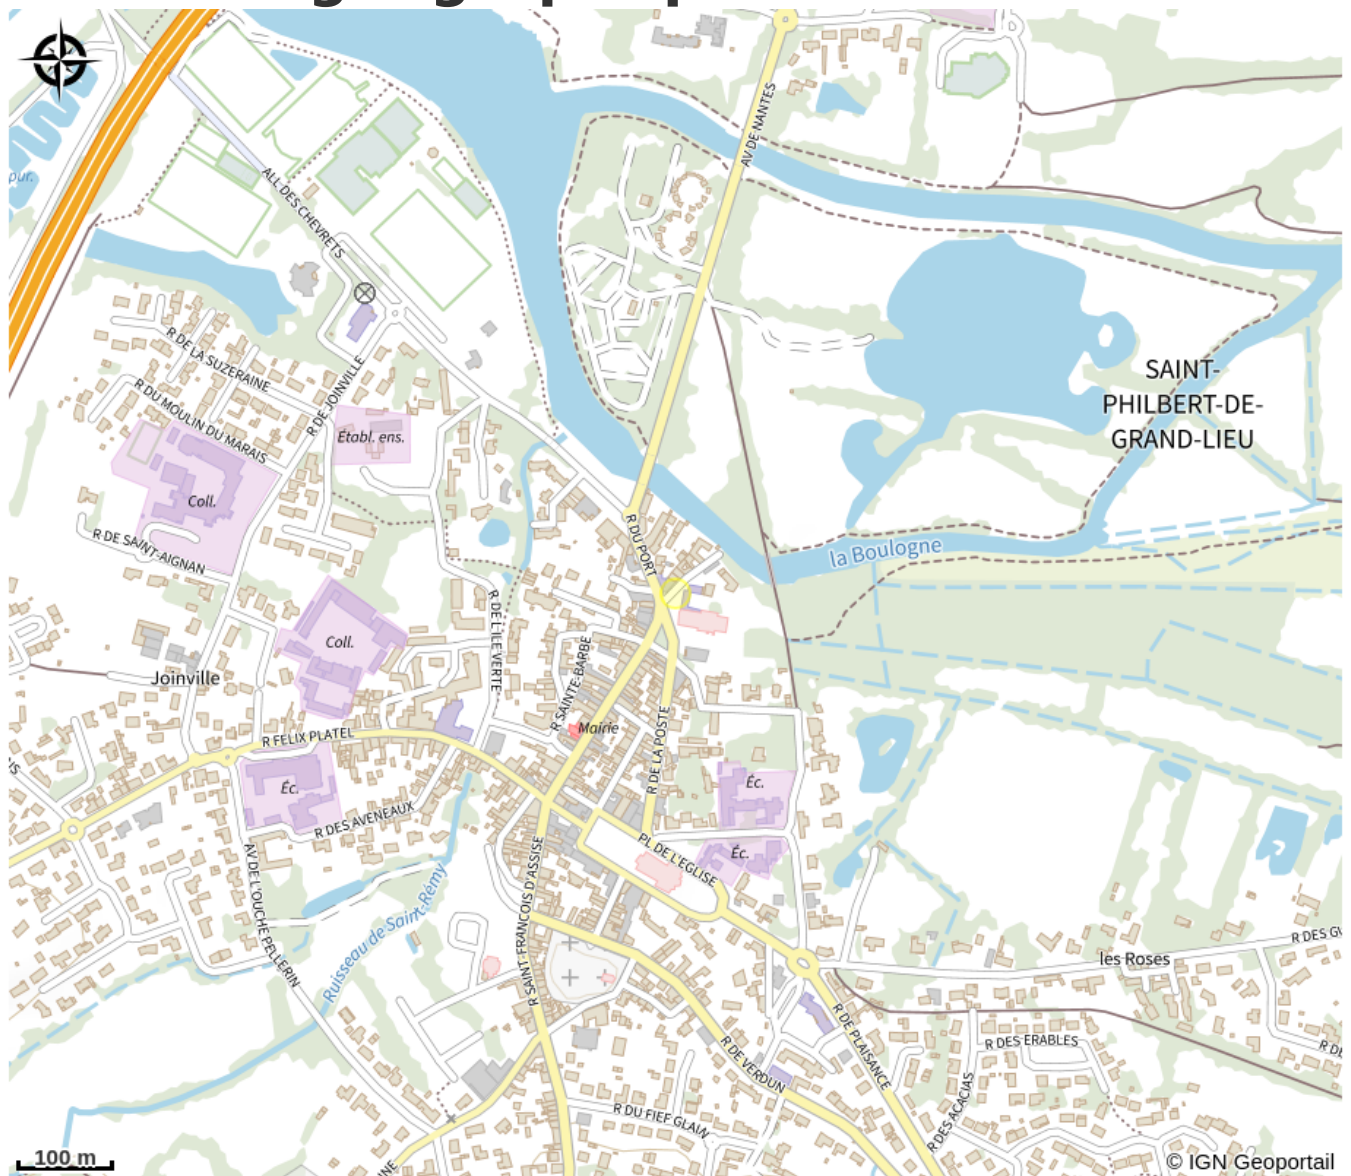 AV DE NANTES
pur.
ALL DES CHEVRETS
R DE LA SUZERAINE
R DE JOINVILLE
R DU MOULIN DU MARAIS
SAINT-
PHILBERT-DE-
GRAND-LIEU
Établ. ens.
Coll.
R DE SAINT-AIGNAN
R DU PORT
la Boulogne
R DE L'ILE VERTE
Coll.
R SAINTE-BARBE
Joinville
Mairie
R DE LA POSTE
R FELIX PLATEL
Éc.
Éc.
R DES AVENEAUX
PL DE L'EGLISE
Éc.
AV DE L'OUCHE PELLERIN
R SAINT-FRANCOIS D'ASSISE
Ruisseau de Saint-Rémy
R DES GU
les Roses
R DE PLAISANCE
R DES ERABLES
R DE VERDUN
R DES ACACIAS
R DU FIEF GLAIN
100 m
© IGN Geoportail